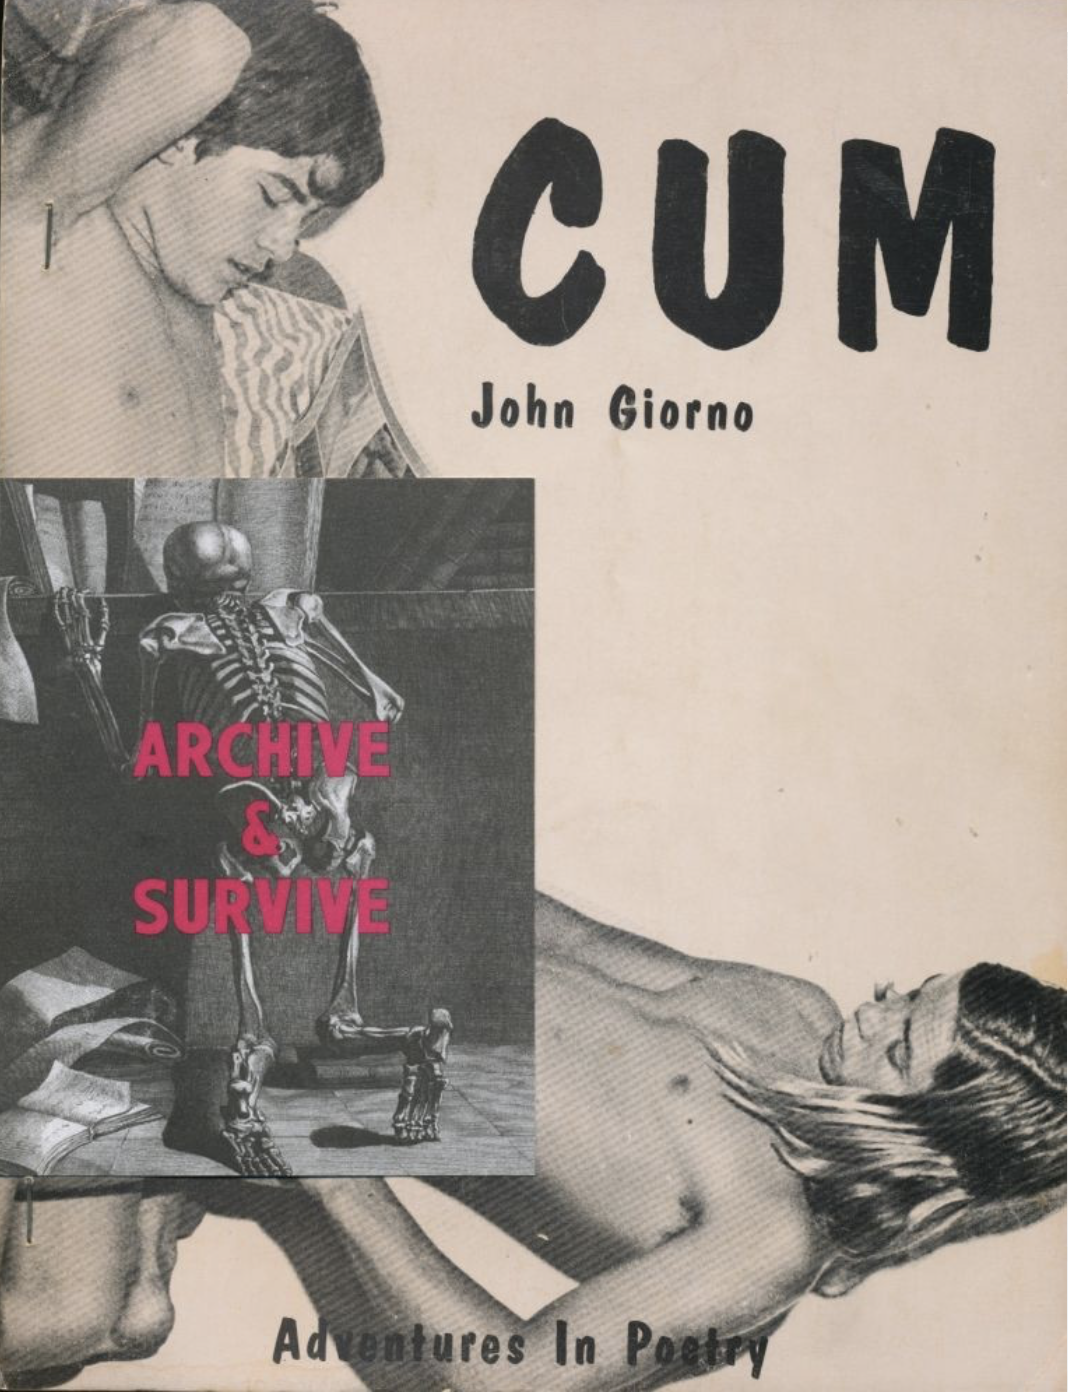 CUM
John Giorno
ARCHIVE
&
SURVIVE
Adventures In Poetry